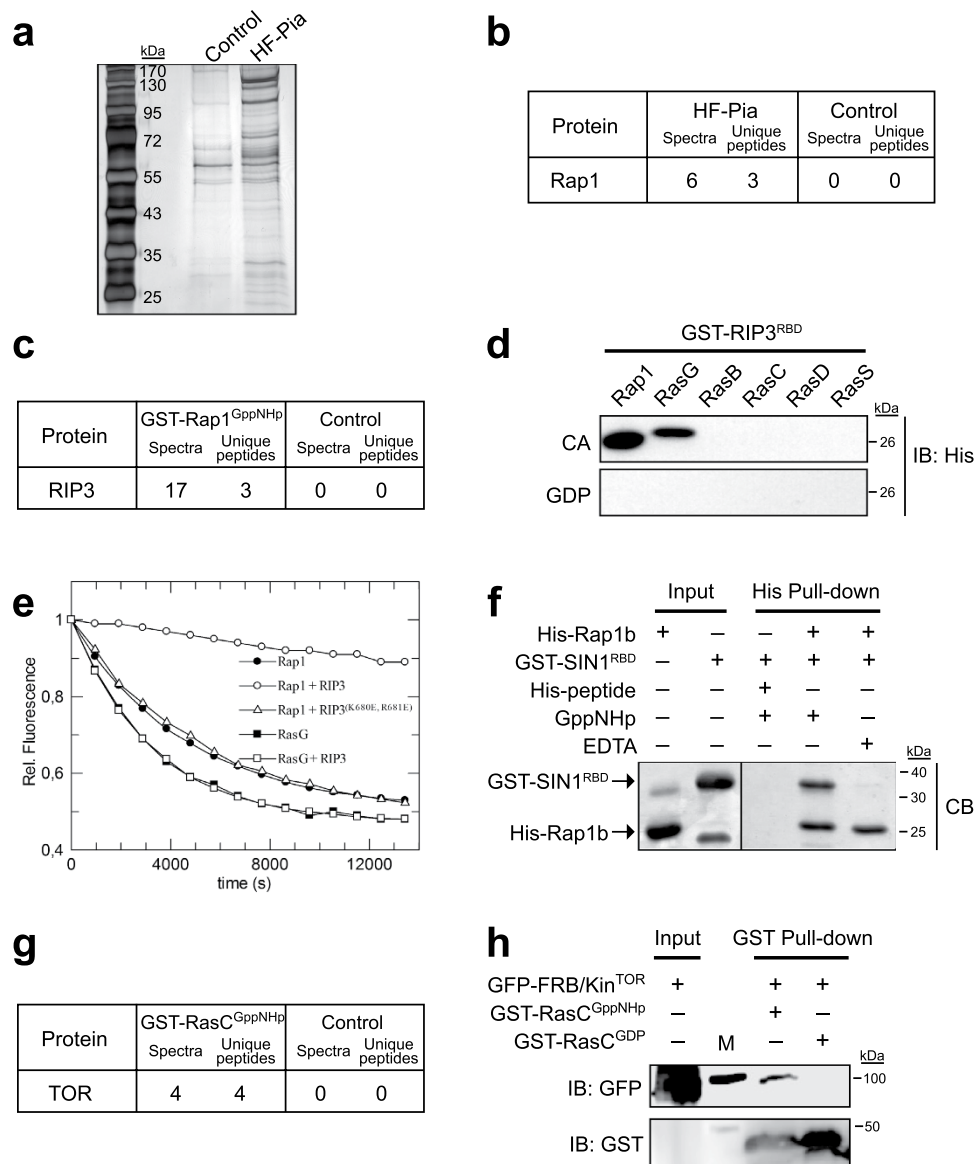 a
kDa
Control
HF-Pia
170
130
95
72
55
43
35
25
b
Protein
HF-Pia
Control
Spectra
Unique peptides
Spectra
Unique peptides
Rap1
6
3
0
0
c
Protein
GST-Rap1GppNHp
Control
Spectra
Unique peptides
Spectra
Unique peptides
RIP3
17
3
0
0
d
GST-RIP3RBD
Rap1
RasG
RasB
RasC
RasD
RasS
kDa
CA
26
GDP
26
IB: His
e
Rel. Fluorescence
1
0,8
0,6
0,4
0
4000
8000
12000
time (s)
Rap1
Rap1 + RIP3
Rap1 + RIP3(K680E, R681E)
RasG
RasG + RIP3
f
Input
His Pull-down
His-Rap1b + − − + +
GST-SIN1RBD − + + + +
His-peptide − − + − −
GppNHp − − + + −
EDTA − − − − +
kDa
GST-SIN1RBD
40
30
His-Rap1b
25
CB
g
Protein
GST-RasCGppNHp
Control
Spectra
Unique peptides
Spectra
Unique peptides
TOR
4
4
0
0
h
Input
GST Pull-down
GFP-FRB/KinTOR + + +
GST-RasCGppNHp − + −
GST-RasCGDP − M − +
kDa
IB: GFP
100
IB: GST
50